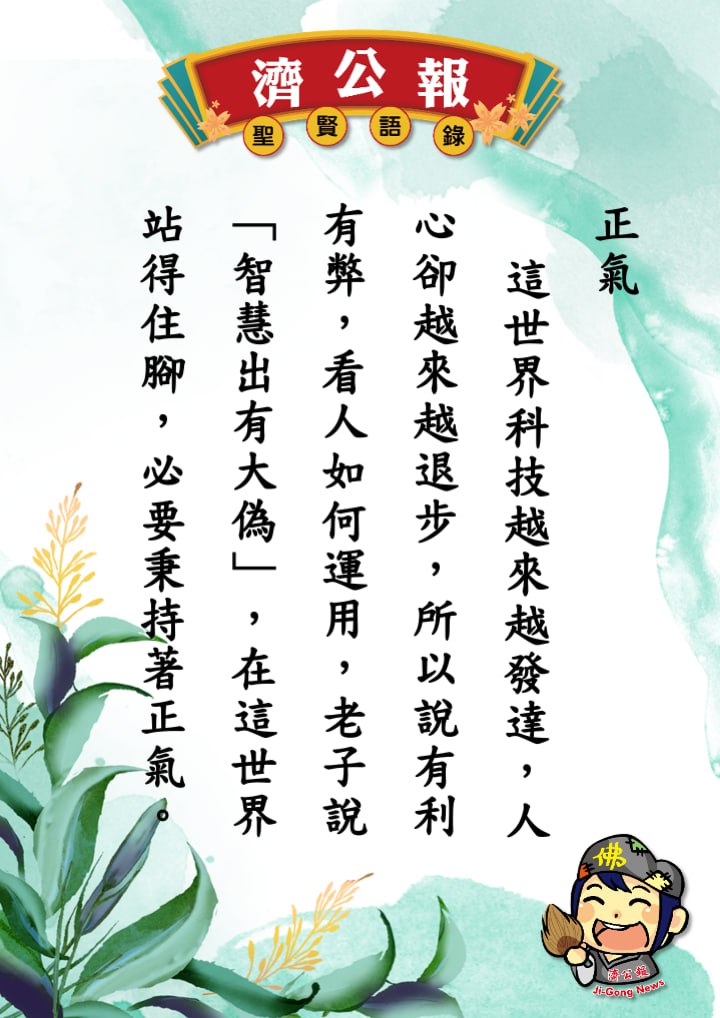 濟公報
聖賢語錄
正氣
這世界科技越來越發達，人
心卻越來越退步，所以說有利
有弊，看人如何運用，老子說
「智慧出有大偽」，在這世界
站得住腳，必要秉持著正氣。
佛
濟公報
Ji-Gong News